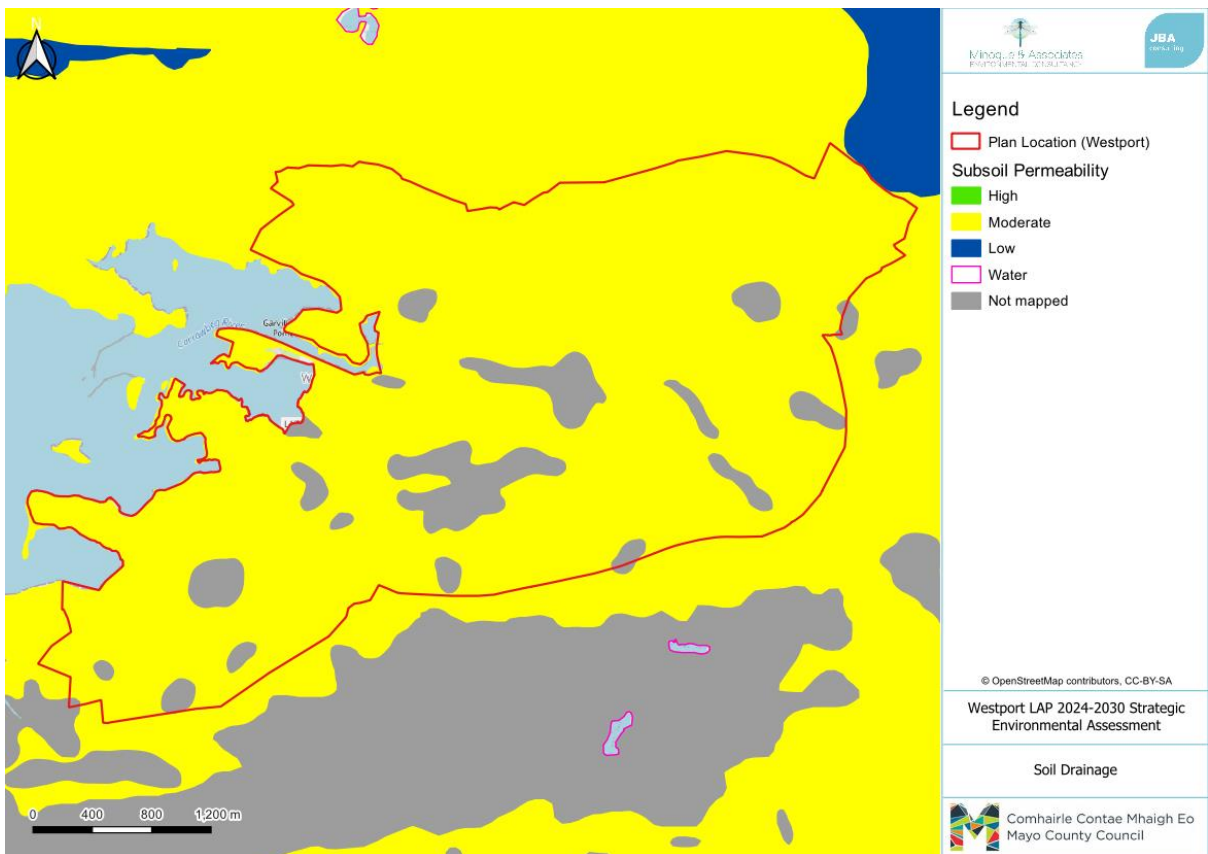 N
Minogue & Associates
ENVIRONMENTAL CONSULTANCY
JBA
consulting
Legend
Plan Location (Westport)
Subsoil Permeability
High
Moderate
Low
Water
Not mapped
0 400 800 1,200 m
© OpenStreetMap contributors, CC-BY-SA
Westport LAP 2024-2030 Strategic
Environmental Assessment
Soil Drainage
Comhairle Contae Mhaigh Eo
Mayo County Council